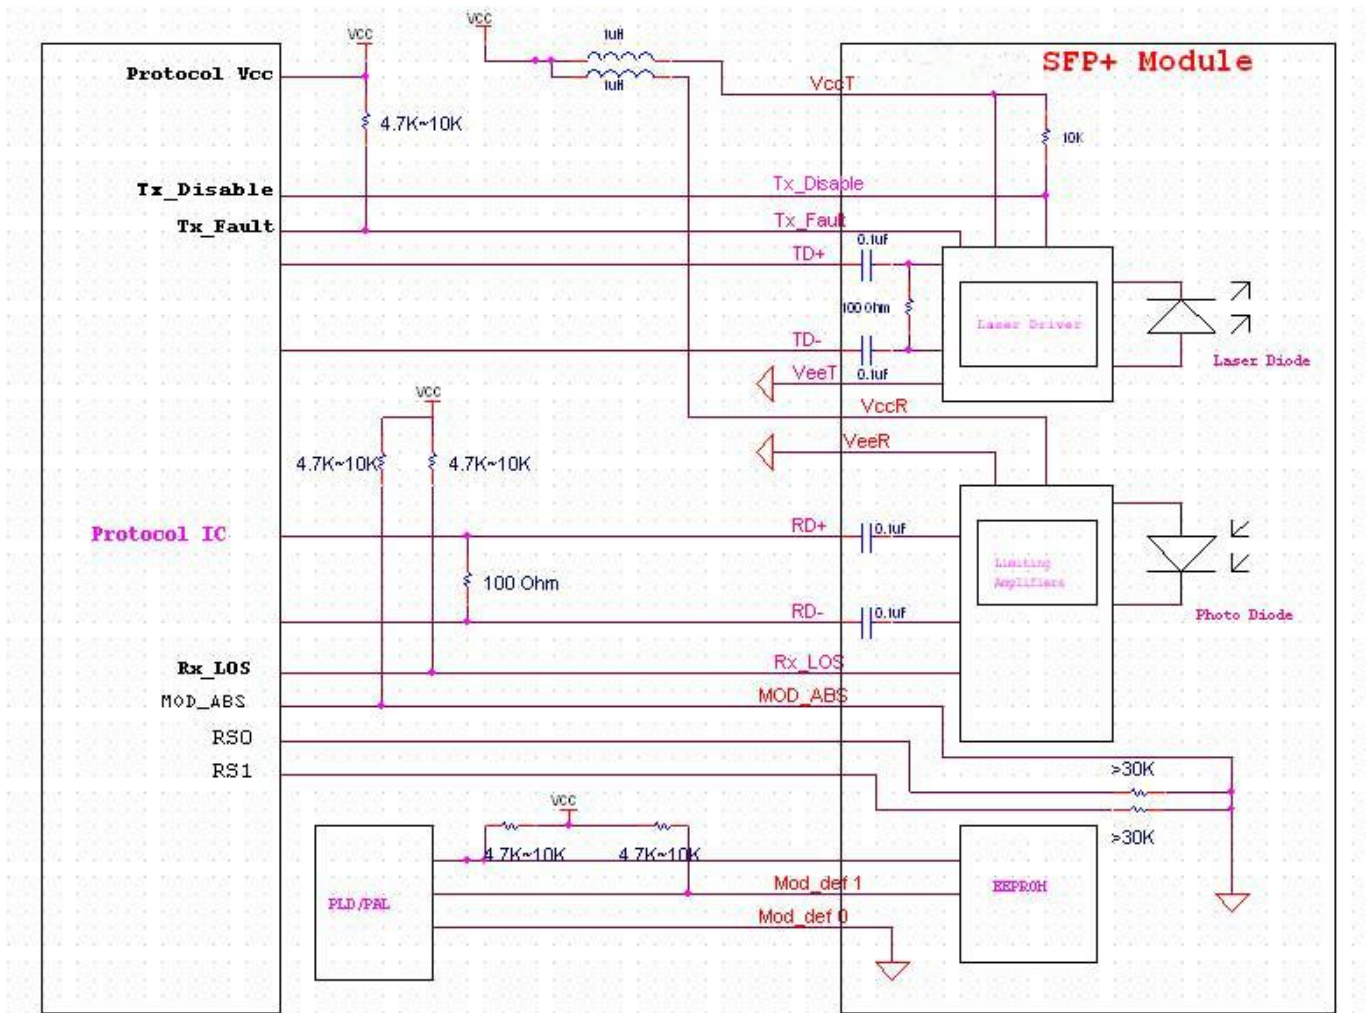 VCC
VCC
1uH
1uH
SFP+ Module
Protocol Vcc
VccT
4.7K~10K
10K
Tx_Disable
Tx_Disable
Tx_Fault
Tx_Fault
0.1uf
TD+
100 Ohm
Laser Driver
TD-
Laser Diode
VeeT
0.1uf
VCC
VccR
VeeR
4.7K~10K
4.7K~10K
Protocol IC
RD+
0.1uf
Limiting
Amplifiers
100 Ohm
RD-
0.1uf
Photo Diode
Rx_LOS
Rx_LOS
MOD_ABS
MOD_ABS
RS0
RS1
>30K
VCC
>30K
4.7K~10K
4.7K~10K
PLD/PAL
Mod_def 1
EEPROM
Mod_def 0